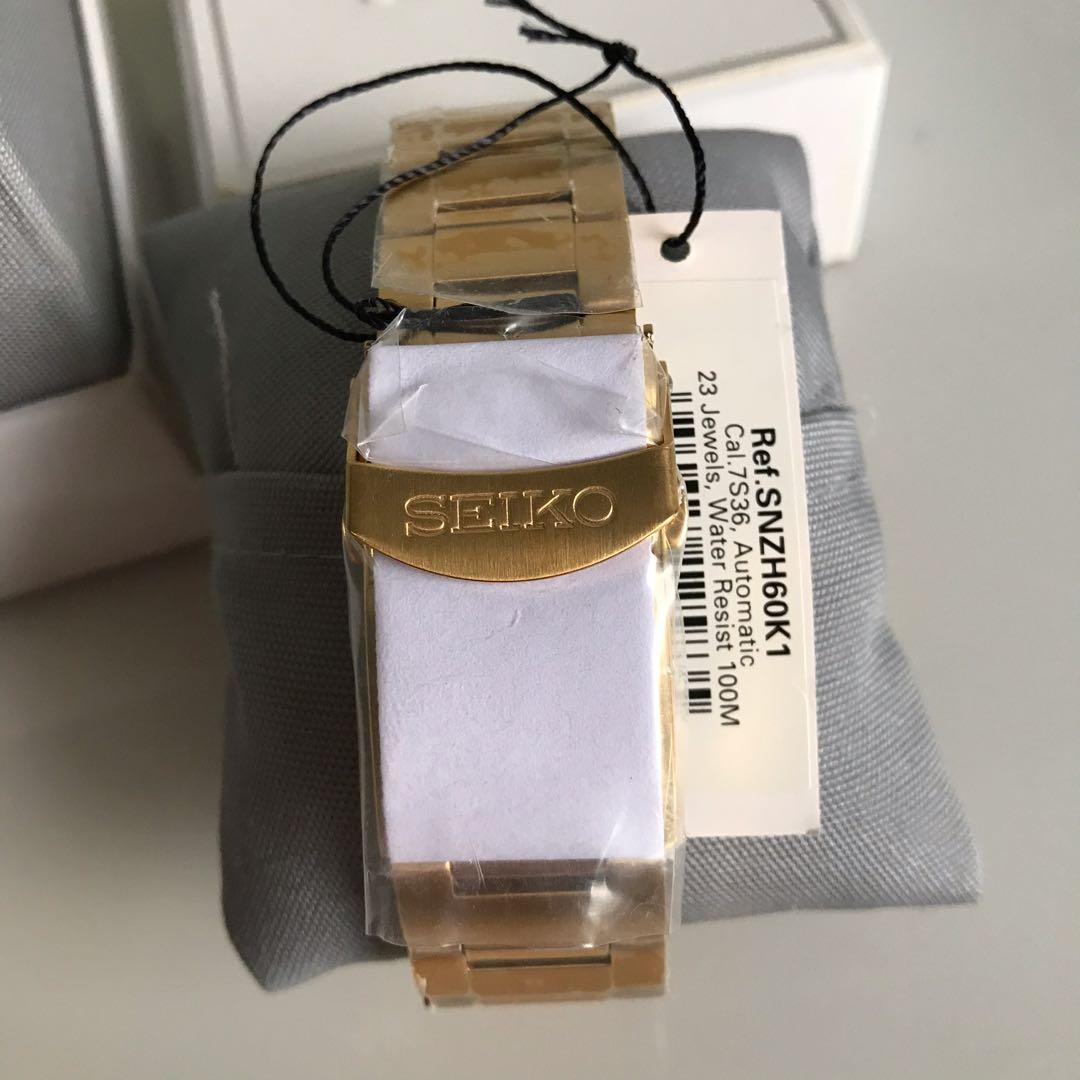 SEIKO
Ref.SNZH60K1
Cal.7S36, Automatic
23 Jewels, Water Resist 100M